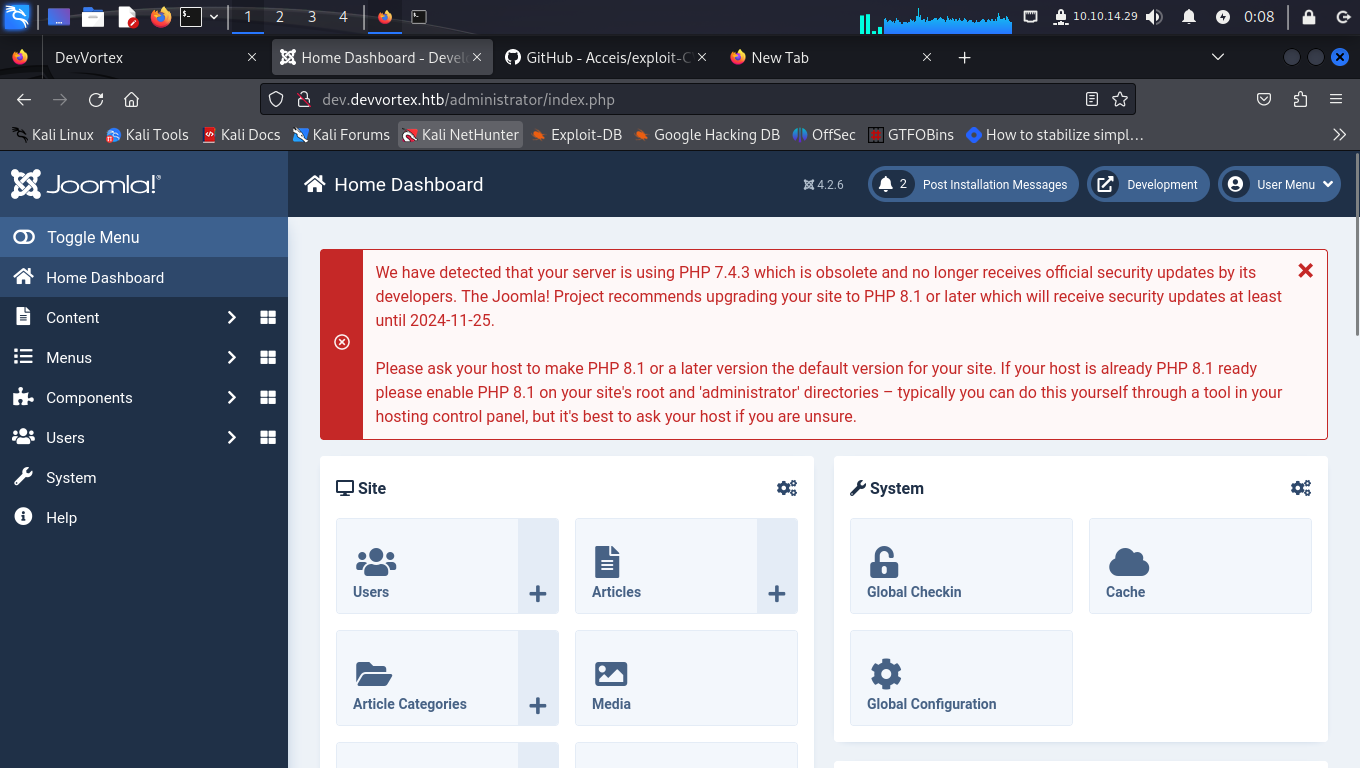 1 2 3 4 10.10.14.29 0:08
DevVortex Home Dashboard - Devel GitHub - Acceis/exploit-C New Tab
dev.devvortex.htb/administrator/index.php
Kali Linux Kali Tools Kali Docs Kali Forums Kali NetHunter Exploit-DB Google Hacking DB OffSec GTFOBins How to stabilize simpl…
Joomla!® Home Dashboard 4.2.6 2 Post Installation Messages Development User Menu
Toggle Menu
Home Dashboard
Content
Menus
Components
Users
System
Help
We have detected that your server is using PHP 7.4.3 which is obsolete and no longer receives official security updates by its
developers. The Joomla! Project recommends upgrading your site to PHP 8.1 or later which will receive security updates at least
until 2024-11-25.
Please ask your host to make PHP 8.1 or a later version the default version for your site. If your host is already PHP 8.1 ready
please enable PHP 8.1 on your site's root and 'administrator' directories – typically you can do this yourself through a tool in your
hosting control panel, but it's best to ask your host if you are unsure.
Site
Users
Articles
Article Categories
Media
System
Global Checkin
Cache
Global Configuration